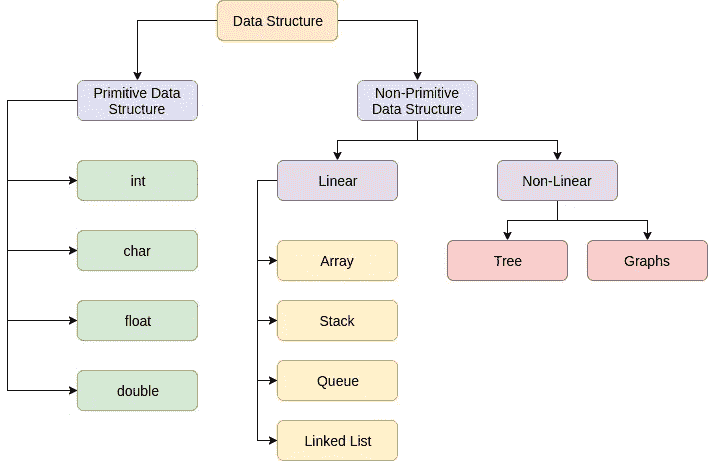 Data Structure
Primitive Data
Structure
Non-Primitive
Data Structure
int
Linear
Non-Linear
char
Array
Tree
Graphs
float
Stack
double
Queue
Linked List